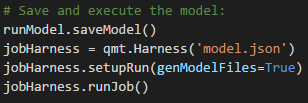 # Save and execute the model:
runModel.saveModel()
jobHarness = qmt.Harness('model.json')
jobHarness.setupRun(genModelFiles=True)
jobHarness.runJob()